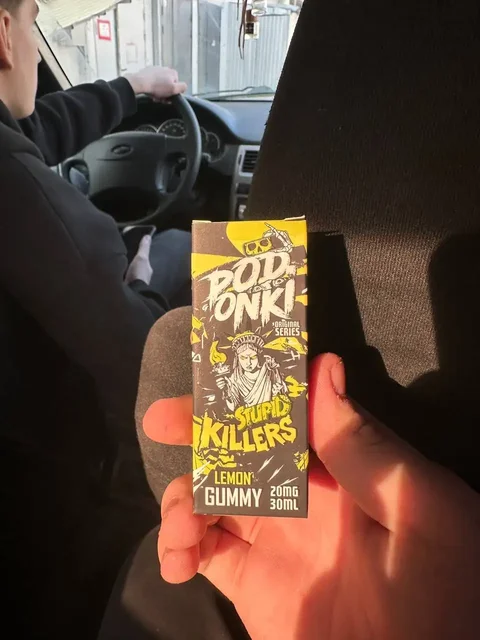 POD
ONKI
ORIGINAL
SERIES
STUPID
KILLERS
LEMON
GUMMY
20MG
30ML